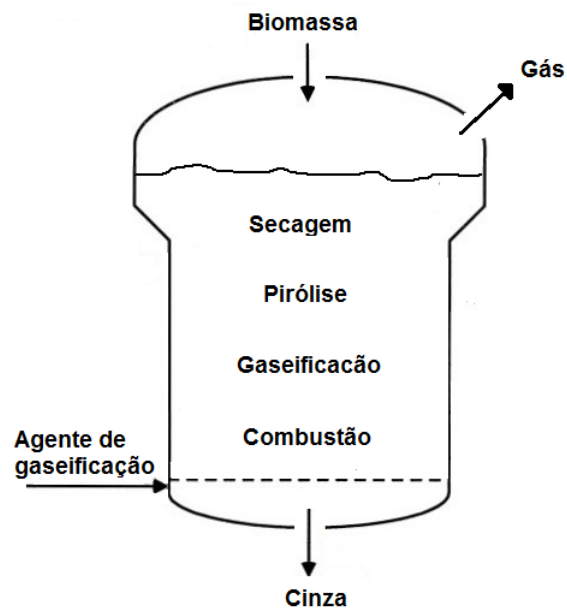 Biomassa
Gás
Secagem
Pirólise
Gaseificacão
Combustão
Agente de
gaseificação
Cinza